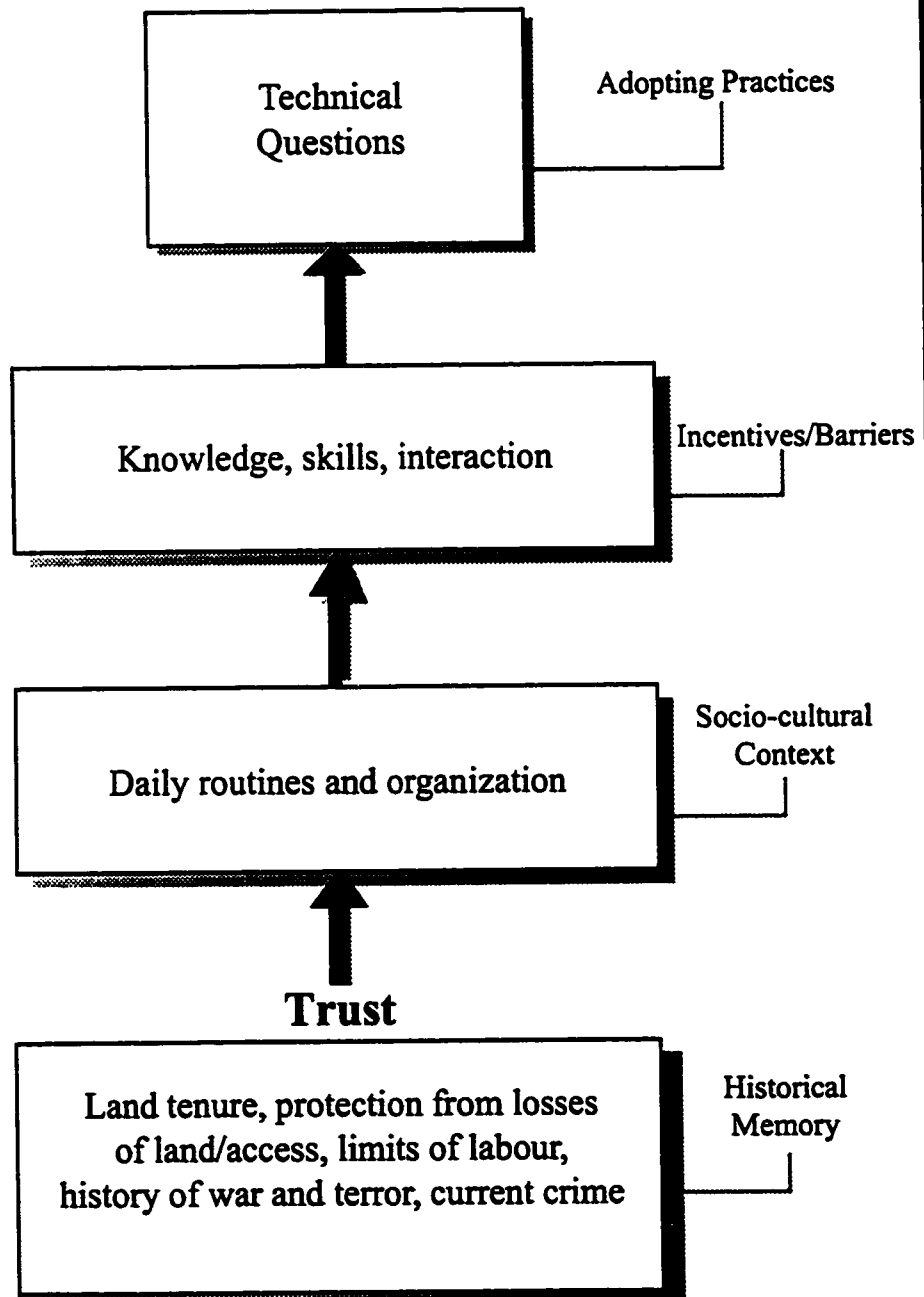 Technical
Questions
Adopting Practices
Knowledge, skills, interaction
Incentives/Barriers
Daily routines and organization
Socio-cultural
Context
Trust
Land tenure, protection from losses
of land/access, limits of labour,
history of war and terror, current crime
Historical
Memory